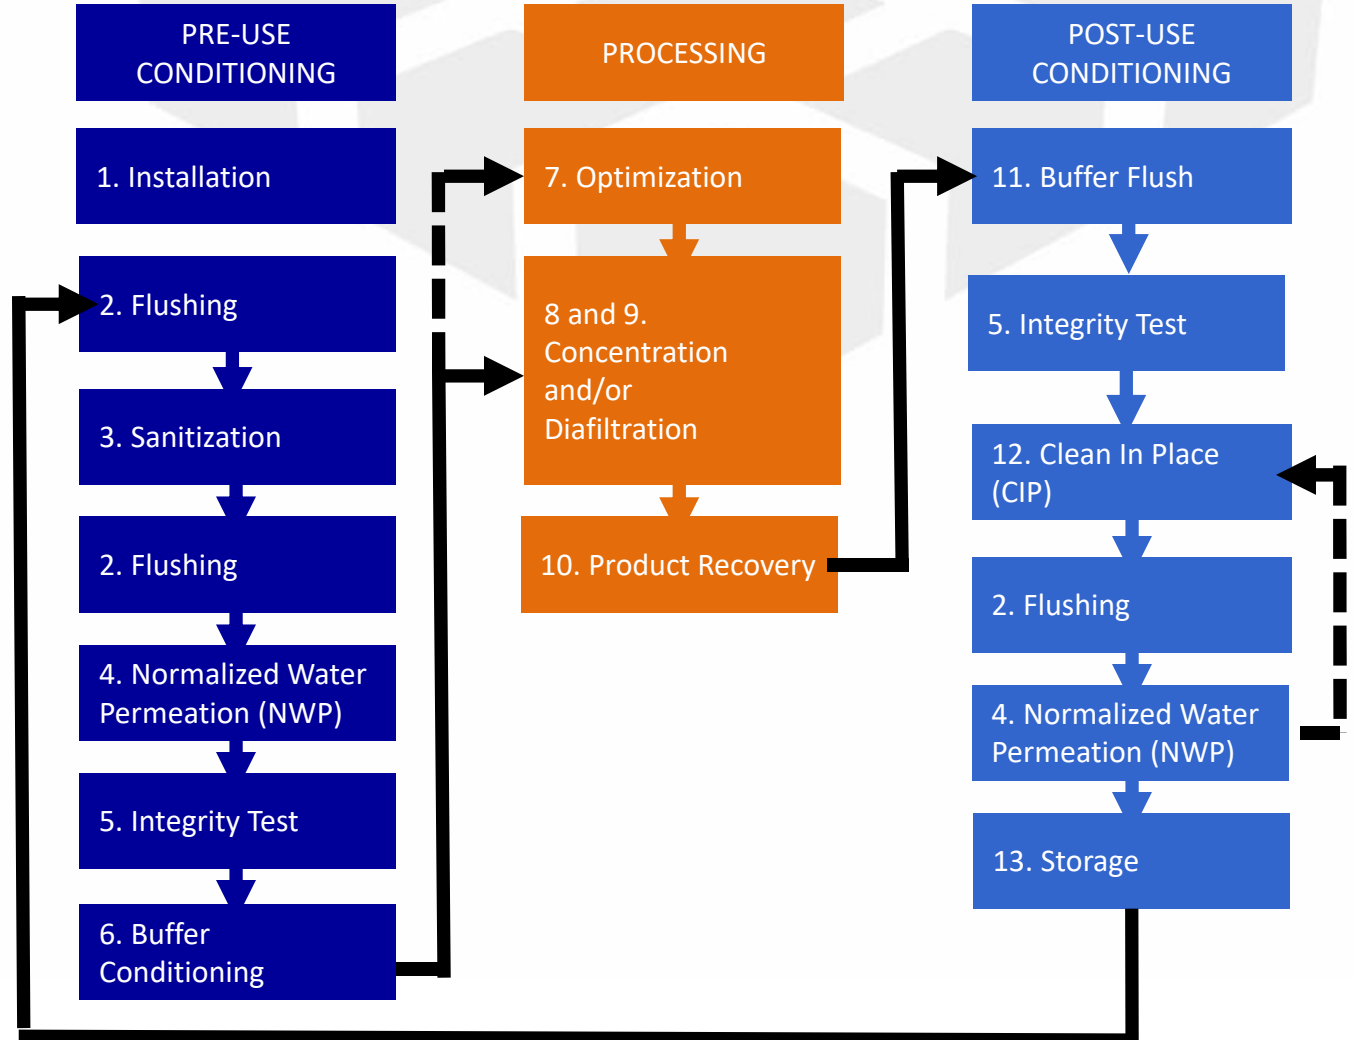 PRE-USE
CONDITIONING
1. Installation
2. Flushing
3. Sanitization
2. Flushing
4. Normalized Water
Permeation (NWP)
5. Integrity Test
6. Buffer
Conditioning
PROCESSING
7. Optimization
8 and 9.
Concentration
and/or
Diafiltration
10. Product Recovery
POST-USE
CONDITIONING
11. Buffer Flush
5. Integrity Test
12. Clean In Place
(CIP)
2. Flushing
4. Normalized Water
Permeation (NWP)
13. Storage